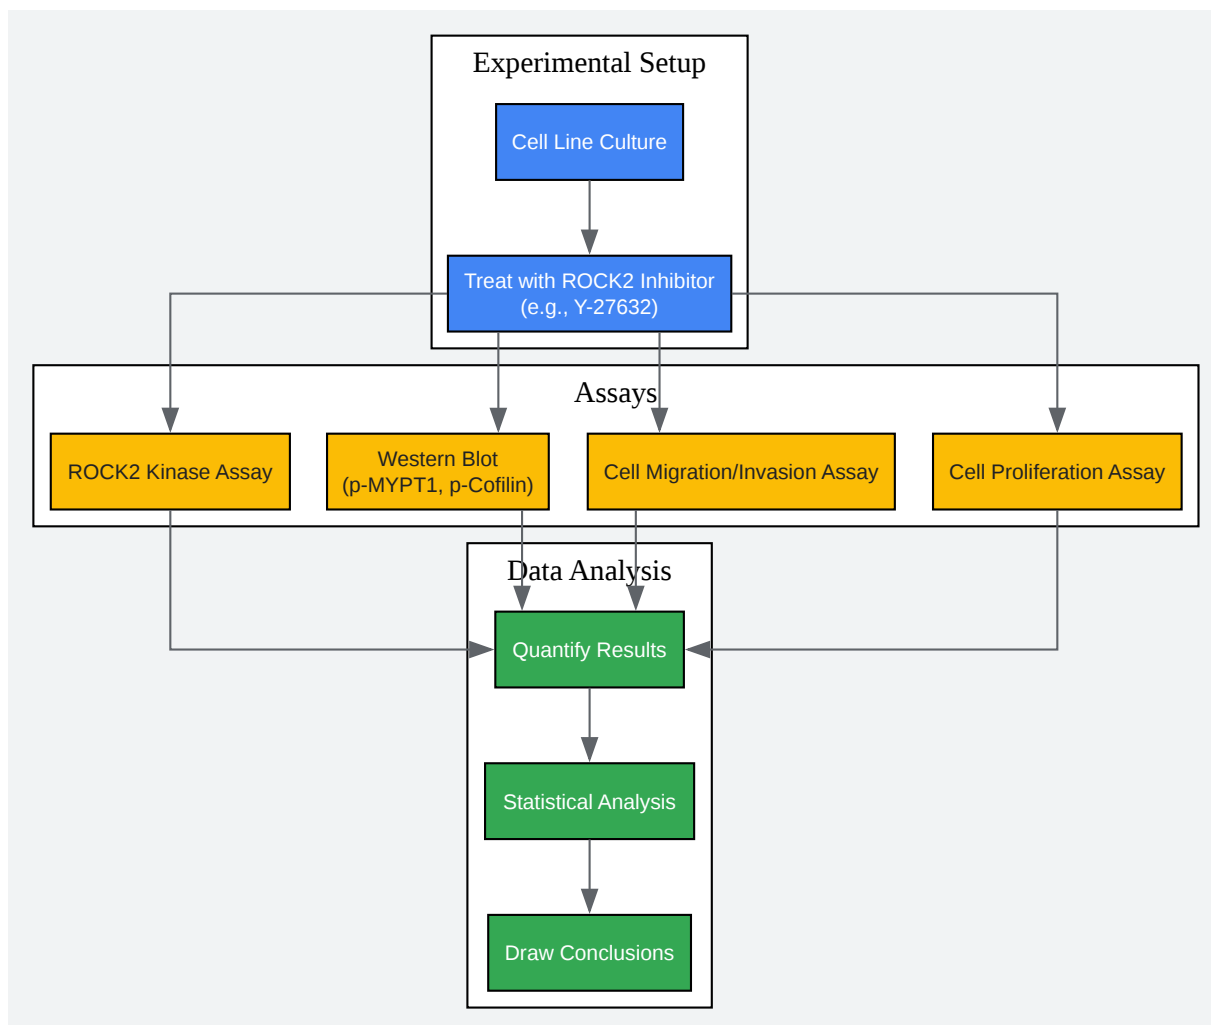 Experimental Setup
Cell Line Culture
Treat with ROCK2 Inhibitor
(e.g., Y-27632)
Assays
ROCK2 Kinase Assay
Western Blot
(p-MYPT1, p-Cofilin)
Cell Migration/Invasion Assay
Cell Proliferation Assay
Data Analysis
Quantify Results
Statistical Analysis
Draw Conclusions